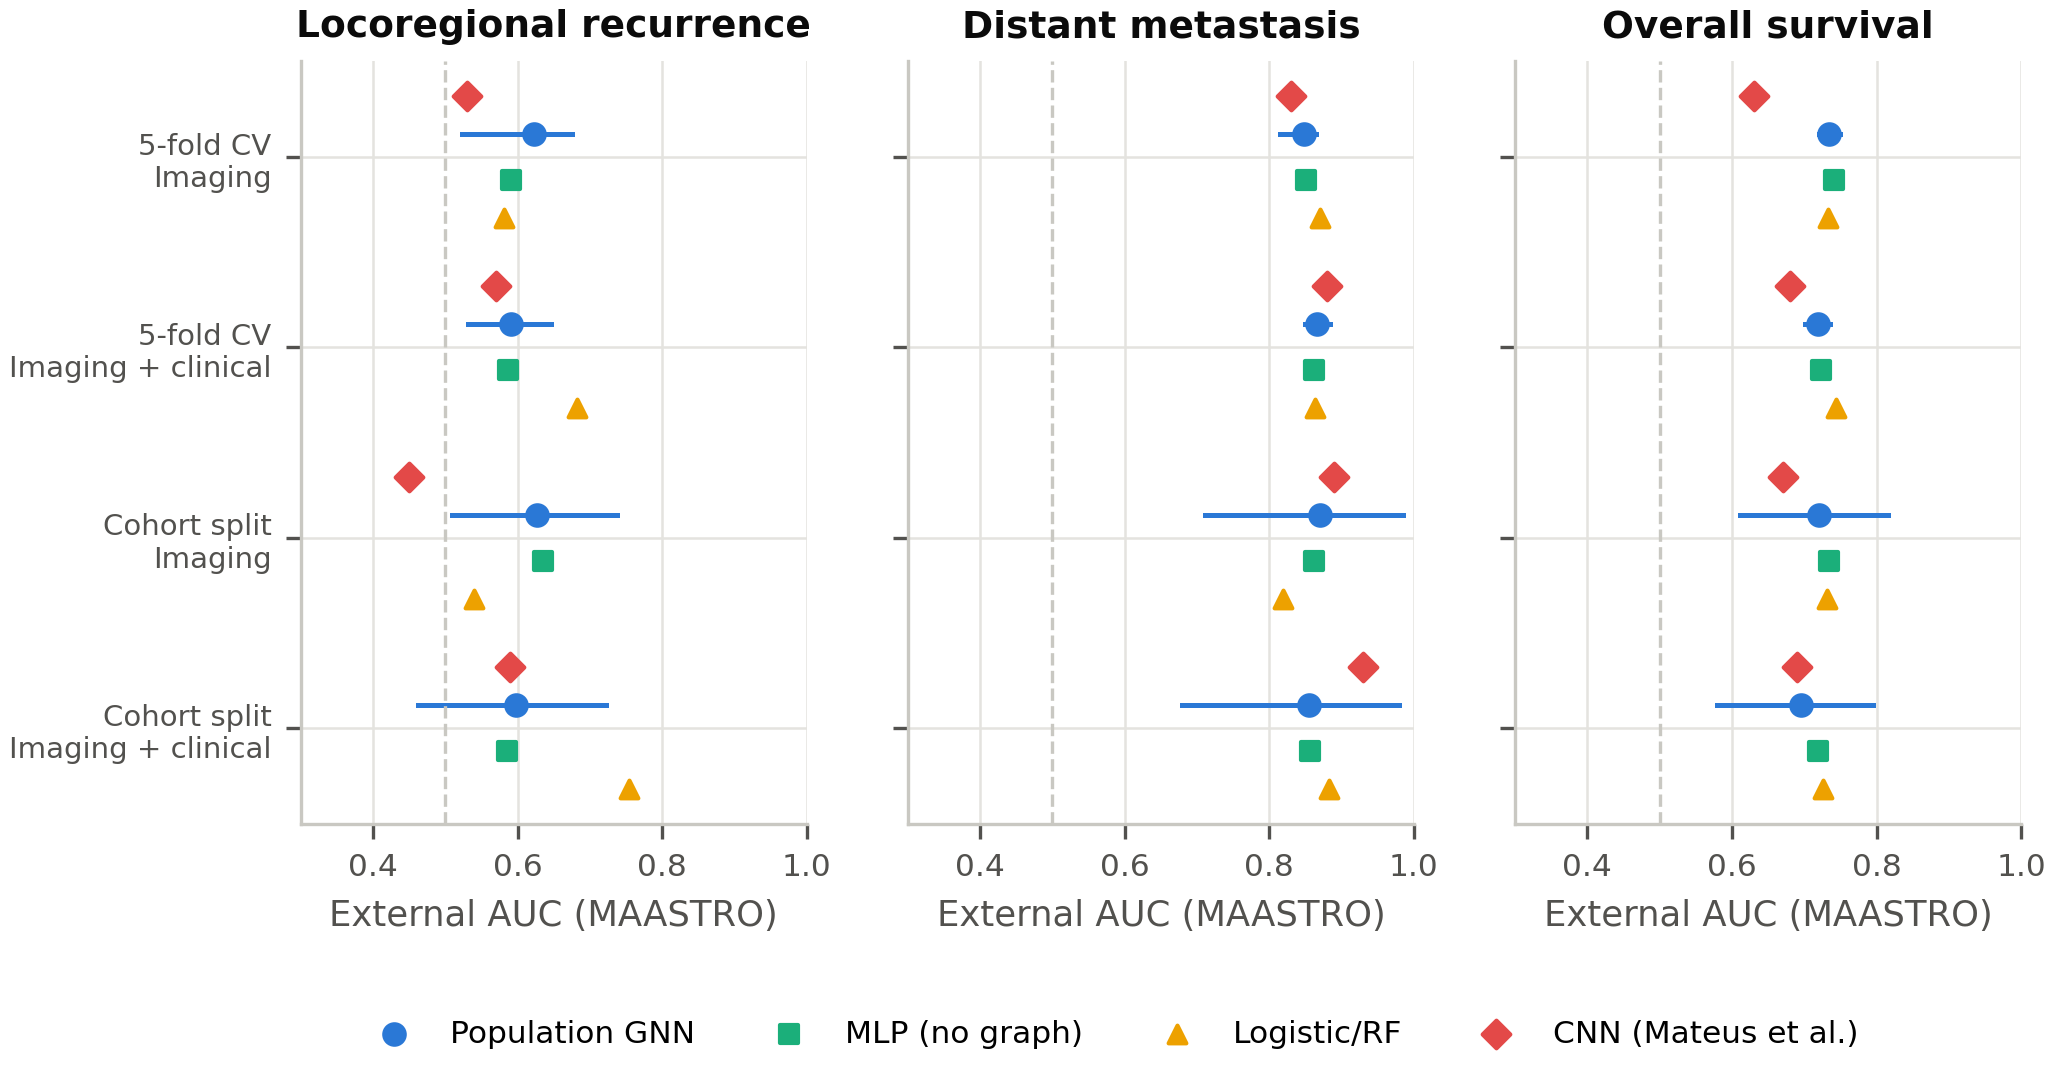 Locoregional recurrence
Distant metastasis
Overall survival
5-fold CV
Imaging
5-fold CV
Imaging + clinical
Cohort split
Imaging
Cohort split
Imaging + clinical
0.4 0.6 0.8 1.0
0.4 0.6 0.8 1.0
0.4 0.6 0.8 1.0
External AUC (MAASTRO)
External AUC (MAASTRO)
External AUC (MAASTRO)
Population GNN
MLP (no graph)
Logistic/RF
CNN (Mateus et al.)